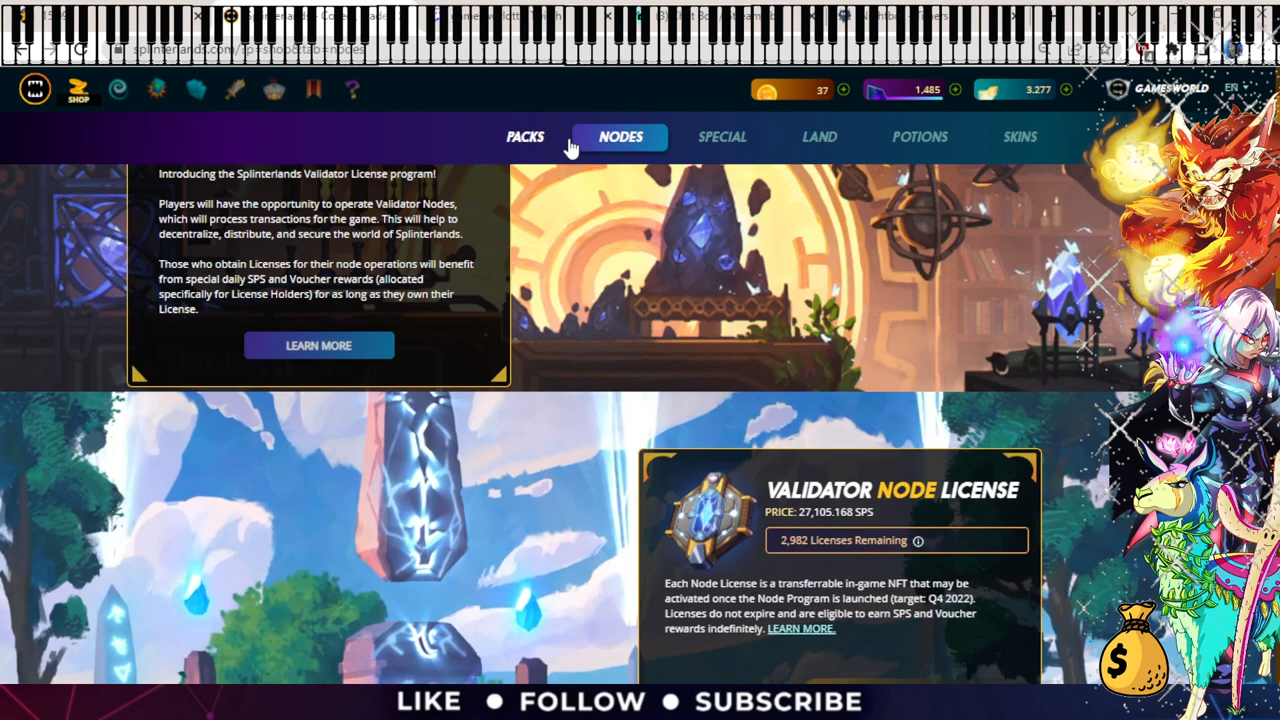 splinterlands.com/?p=shop&tab=nodes
SHOP
37
1,485
3.277
GAMESWORLD
EN
PACKS
NODES
SPECIAL
LAND
POTIONS
SKINS
Introducing the Splinterlands Validator License program!
Players will have the opportunity to operate Validator Nodes,
which will process transactions for the game. This will help to
decentralize, distribute, and secure the world of Splinterlands.
Those who obtain Licenses for their node operations will benefit
from special daily SPS and Voucher rewards (allocated
specifically for License Holders) for as long as they own their
License.
LEARN MORE
VALIDATOR NODE LICENSE
PRICE: 27,105.168 SPS
2,982 Licenses Remaining
Each Node License is a transferrable in-game NFT that may be
activated once the Node Program is launched (target: Q4 2022).
Licenses do not expire and are eligible to earn SPS and Voucher
rewards indefinitely. LEARN MORE.
$
LIKE ● FOLLOW ● SUBSCRIBE